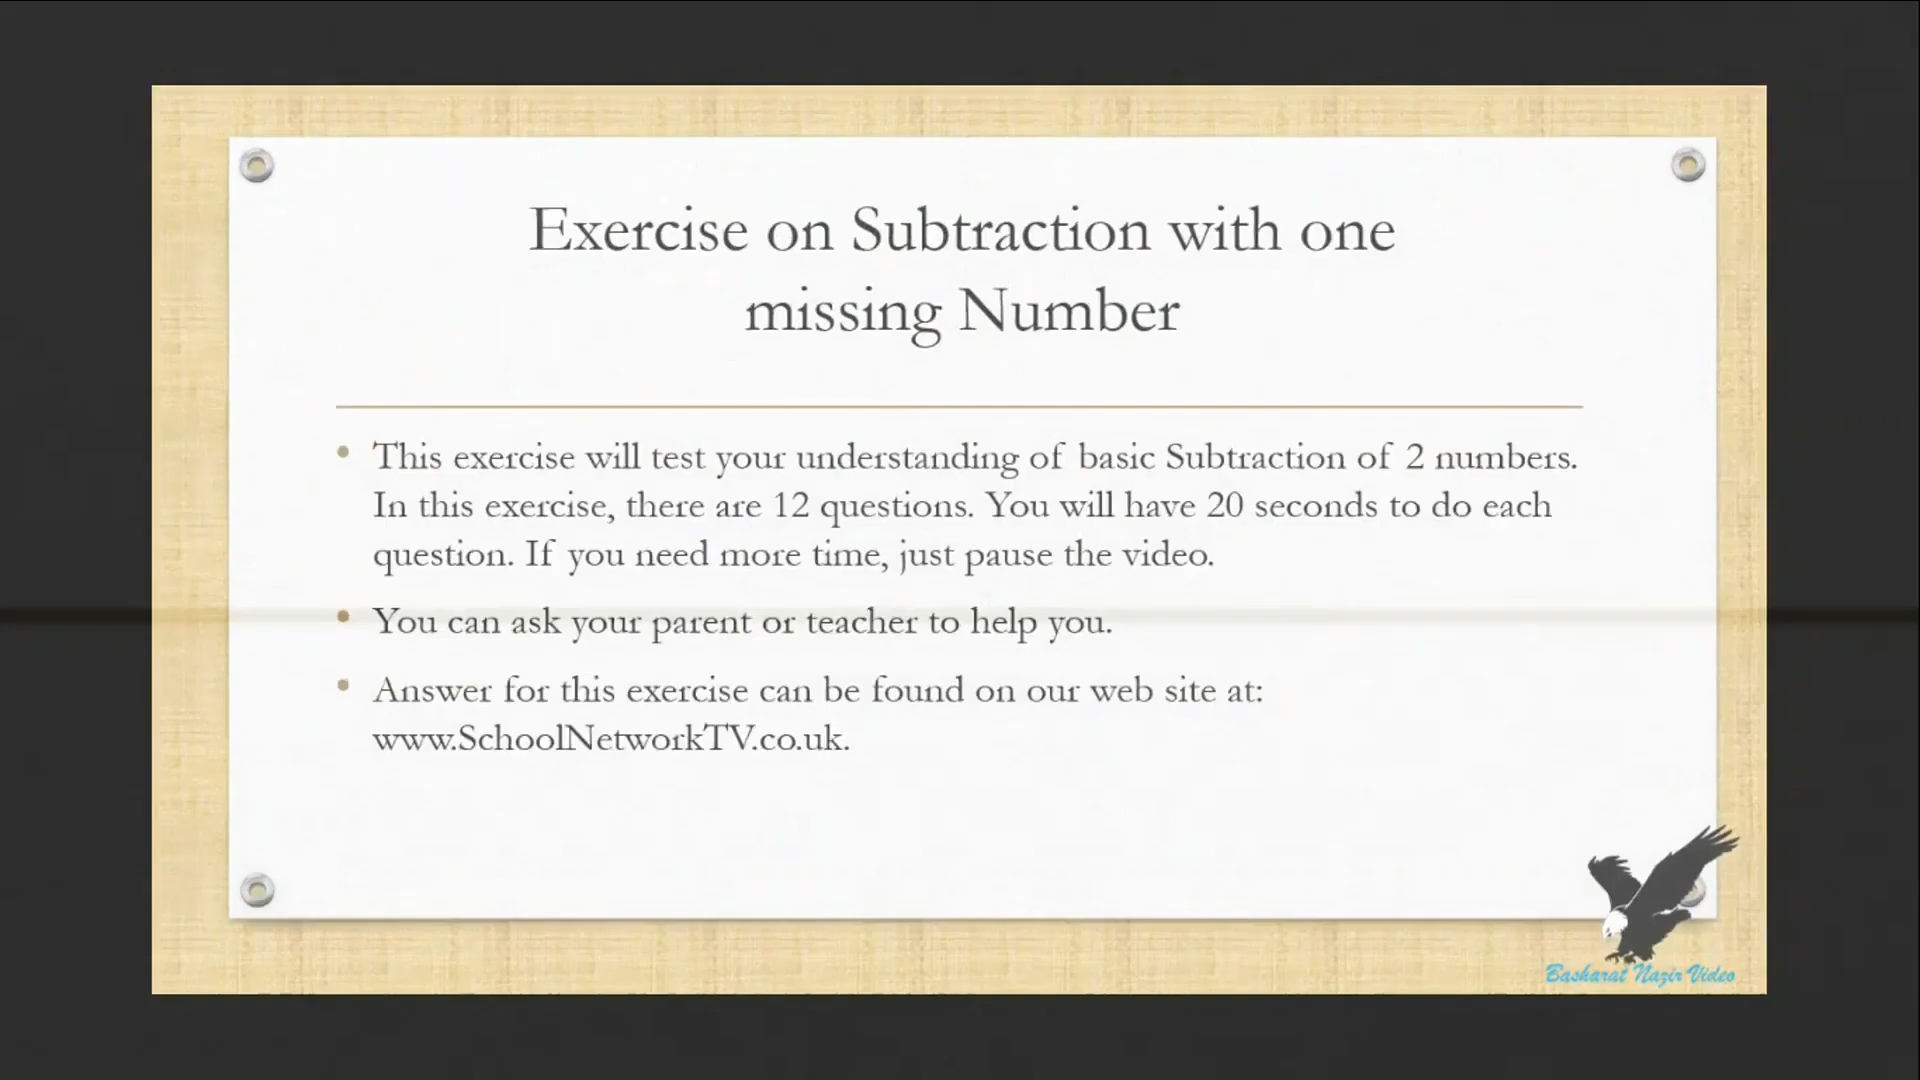 Exercise on Subtraction with one
missing Number
• This exercise will test your understanding of basic Subtraction of 2 numbers.
In this exercise, there are 12 questions. You will have 20 seconds to do each
question. If you need more time, just pause the video.
• You can ask your parent or teacher to help you.
• Answer for this exercise can be found on our web site at:
www.SchoolNetworkTV.co.uk.
Basharat Nazir Video